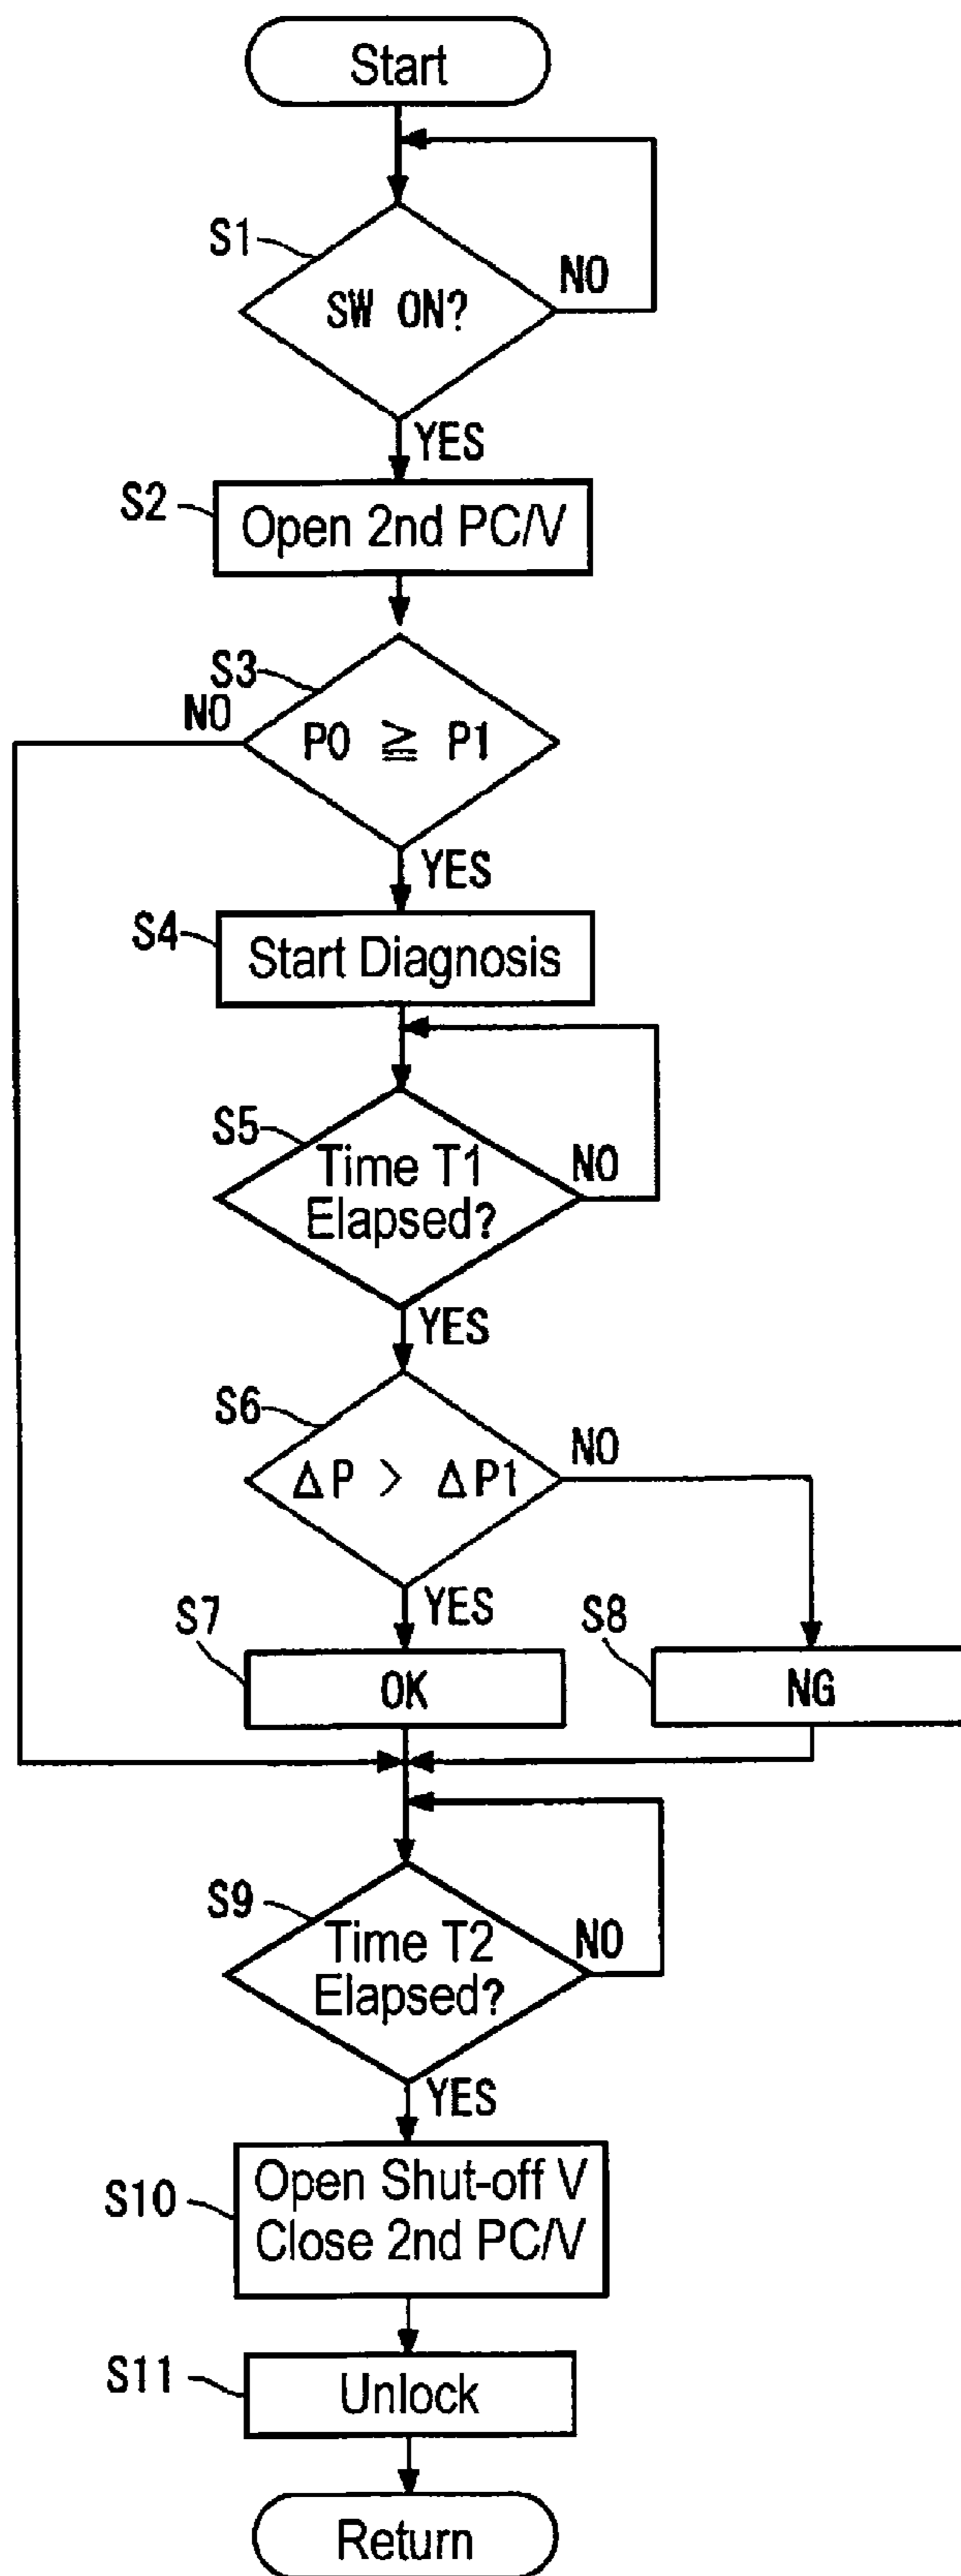 Start
S1
SW ON?
NO
YES
S2
Open 2nd PC/V
S3
NO
P0 ≧ P1
YES
S4
Start Diagnosis
S5
Time T1
Elapsed?
NO
YES
S6
ΔP > ΔP1
NO
YES
S7
OK
S8
NG
S9
Time T2
Elapsed?
NO
YES
S10
Open Shut-off V
Close 2nd PC/V
S11
Unlock
Return